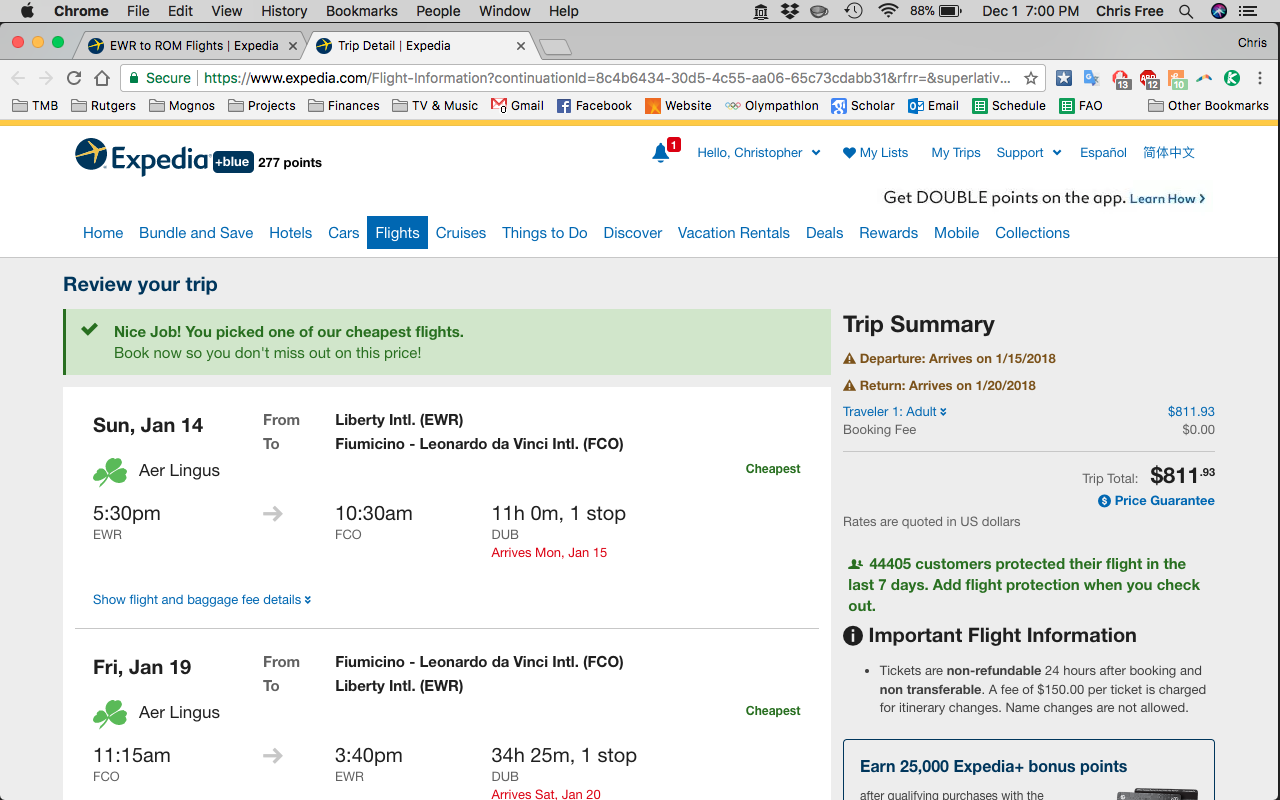 Chrome File Edit View History Bookmarks People Window Help 88% Dec 1 7:00 PM Chris Free
EWR to ROM Flights | Expedia Trip Detail | Expedia Chris
Secure https://www.expedia.com/Flight-Information?continuationId=8c4b6434-30d5-4c55-aa06-65c73cdabb31&rfrr=&superlativ... 13 12 10
TMB Rutgers Mognos Projects Finances TV & Music Gmail Facebook Website Olympathlon Scholar Email Schedule FAO Other Bookmarks
Expedia +blue 277 points
1 Hello, Christopher My Lists My Trips Support Español 简体中文
Get DOUBLE points on the app. Learn How
Home Bundle and Save Hotels Cars Flights Cruises Things to Do Discover Vacation Rentals Deals Rewards Mobile Collections
Review your trip
Nice Job! You picked one of our cheapest flights.
Book now so you don't miss out on this price!
Sun, Jan 14
From Liberty Intl. (EWR)
To Fiumicino - Leonardo da Vinci Intl. (FCO)
Aer Lingus
Cheapest
5:30pm 10:30am 11h 0m, 1 stop
EWR FCO DUB
Arrives Mon, Jan 15
Show flight and baggage fee details
Fri, Jan 19
From Fiumicino - Leonardo da Vinci Intl. (FCO)
To Liberty Intl. (EWR)
Aer Lingus
Cheapest
11:15am 3:40pm 34h 25m, 1 stop
FCO EWR DUB
Arrives Sat, Jan 20
Trip Summary
Departure: Arrives on 1/15/2018
Return: Arrives on 1/20/2018
Traveler 1: Adult $811.93
Booking Fee $0.00
Trip Total: $811.93
Price Guarantee
Rates are quoted in US dollars
44405 customers protected their flight in the
last 7 days. Add flight protection when you check
out.
Important Flight Information
• Tickets are non-refundable 24 hours after booking and
non transferable. A fee of $150.00 per ticket is charged
for itinerary changes. Name changes are not allowed.
Earn 25,000 Expedia+ bonus points
after qualifying purchases with the